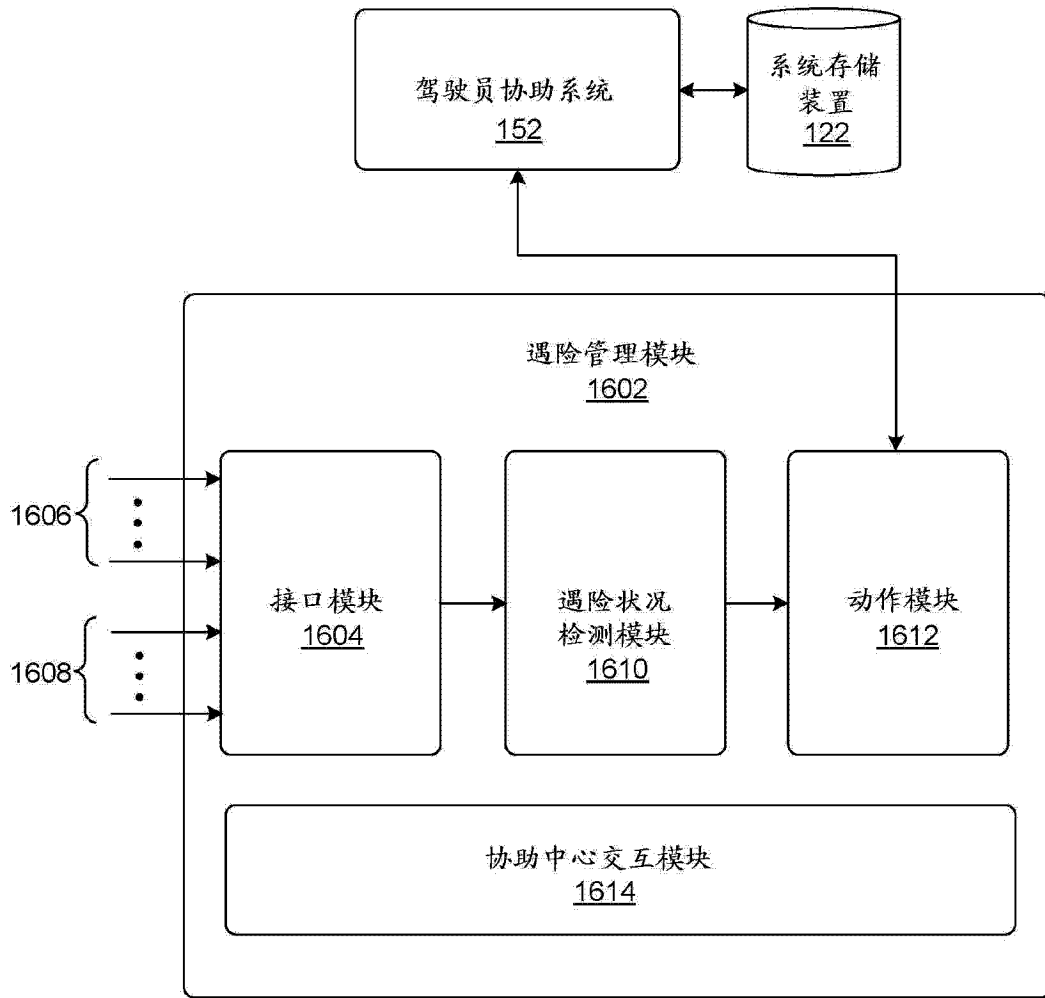 驾驶员协助系统
152
系统存储
装置
122
遇险管理模块
1602
1606
1608
接口模块
1604
遇险状况
检测模块
1610
动作模块
1612
协助中心交互模块
1614